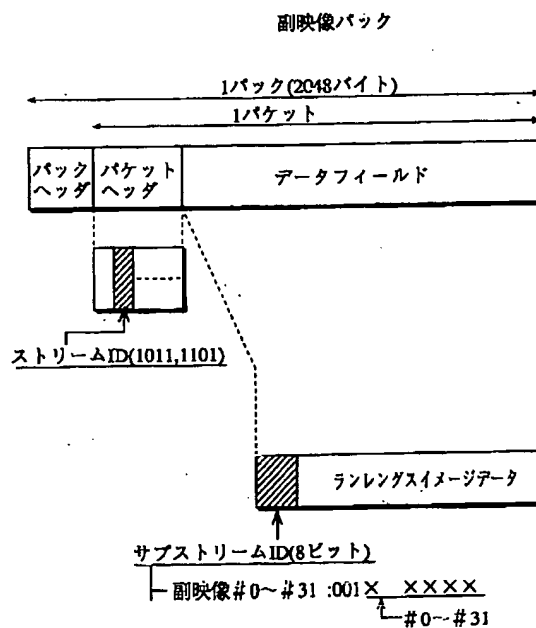 副映像パック
1パック(2048バイト)
1パケット
パック
ヘッダ
パケット
ヘッダ
データフィールド
ストリームID(1011,1101)
ランレングスイメージデータ
サブストリームID(8ビット)
副映像#0～#31 :001× ××××
#0～#31